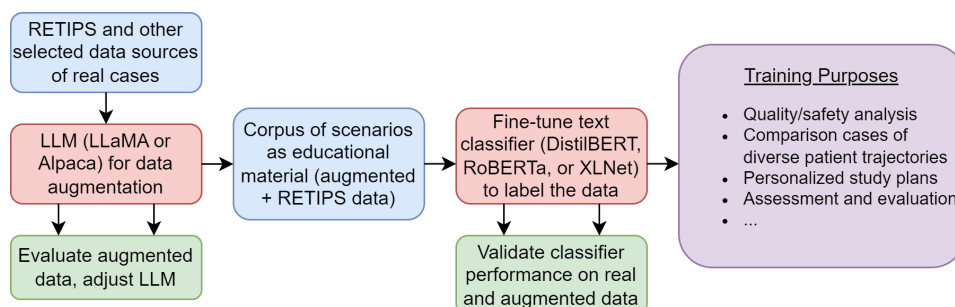 RETIPS and other
selected data sources
of real cases
LLM (LLaMA or
Alpaca) for data
augmentation
Evaluate augmented
data, adjust LLM
Corpus of scenarios
as educational
material (augmented
+ RETIPS data)
Fine-tune text
classifier (DistilBERT,
RoBERTa, or XLNet)
to label the data
Validate classifier
performance on real
and augmented data
Training Purposes
• Quality/safety analysis
• Comparison cases of
diverse patient trajectories
• Personalized study plans
• Assessment and evaluation
• ...